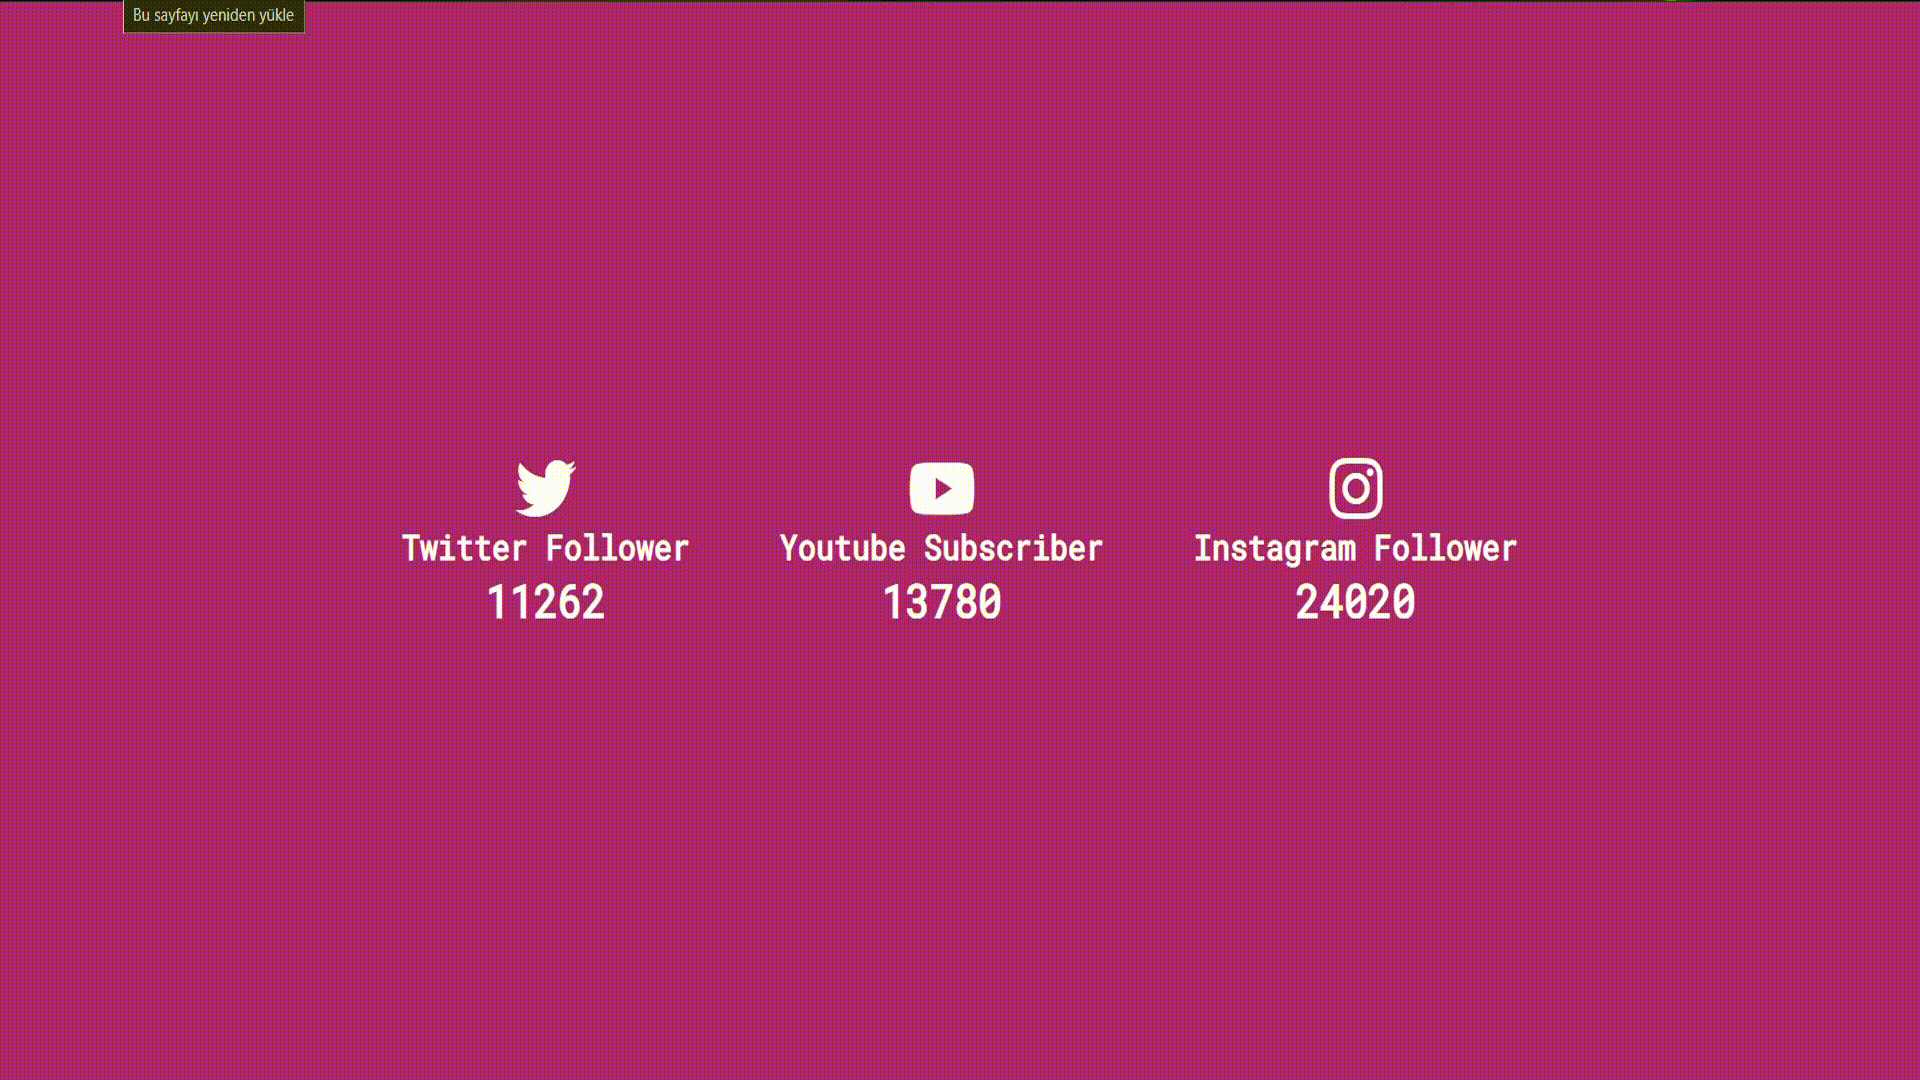 Bu sayfayı yeniden yükle
Twitter Follower
11262
Youtube Subscriber
13780
Instagram Follower
24020